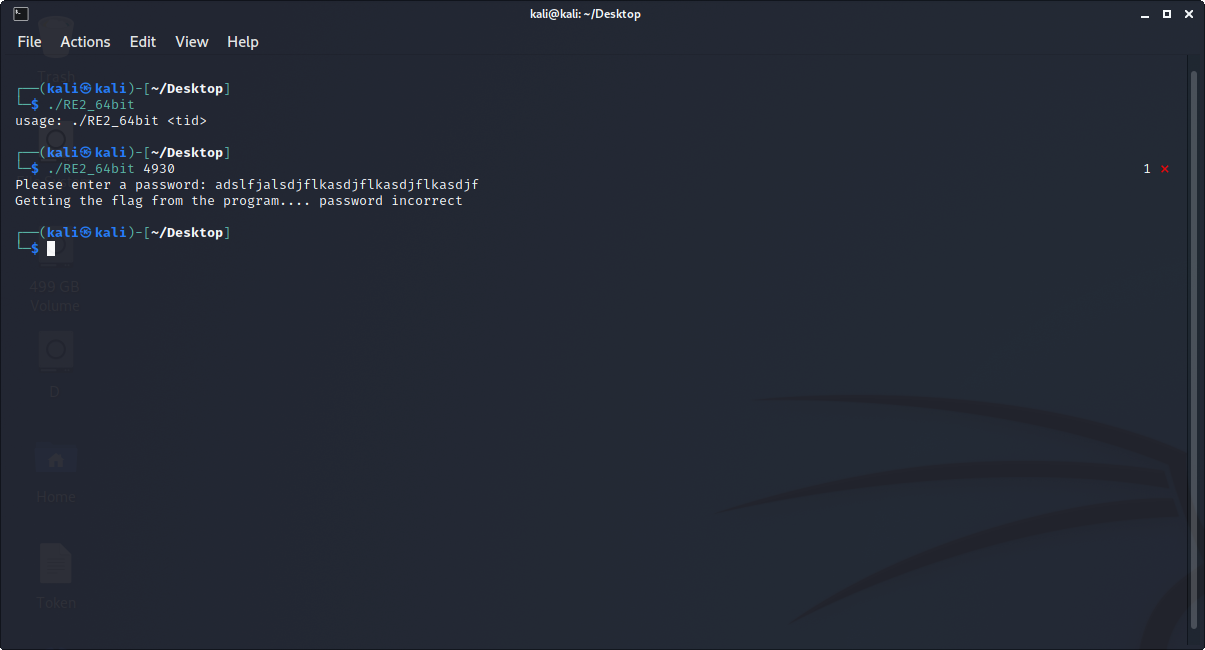 kali@kali: ~/Desktop
File Actions Edit View Help
Trash
┌──(kali㉿kali)-[~/Desktop]
└─$ ./RE2_64bit
usage: ./RE2_64bit <tid>
┌──(kali㉿kali)-[~/Desktop]
└─$ ./RE2_64bit 4930 1 ⨯
Please enter a password: adslfjalsdjflkasdjflkasdjflkasdjf
Getting the flag from the program.... password incorrect
┌──(kali㉿kali)-[~/Desktop]
└─$
499 GB
Volume
D
Home
Token